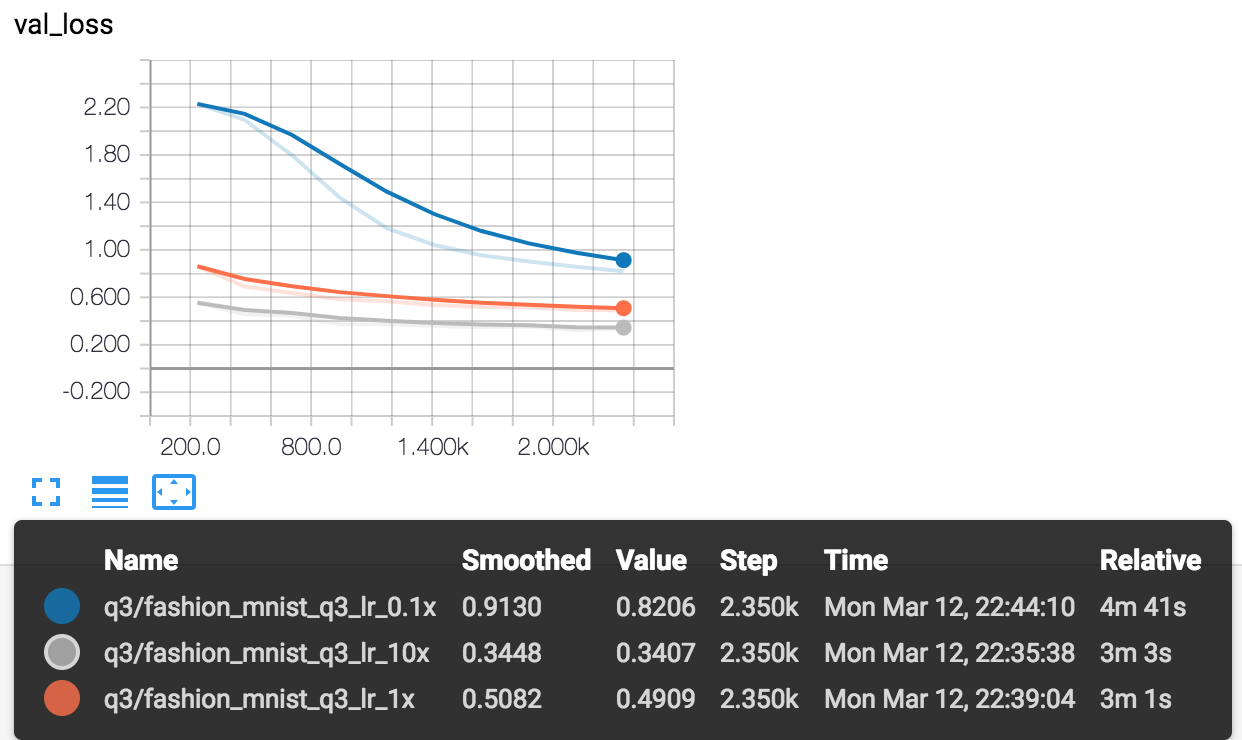 val_loss
2.20
1.80
1.40
1.00
0.600
0.200
-0.200
200.0 800.0 1.400k 2.000k
Name Smoothed Value Step Time Relative
q3/fashion_mnist_q3_lr_0.1x 0.9130 0.8206 2.350k Mon Mar 12, 22:44:10 4m 41s
q3/fashion_mnist_q3_lr_10x 0.3448 0.3407 2.350k Mon Mar 12, 22:35:38 3m 3s
q3/fashion_mnist_q3_lr_1x 0.5082 0.4909 2.350k Mon Mar 12, 22:39:04 3m 1s